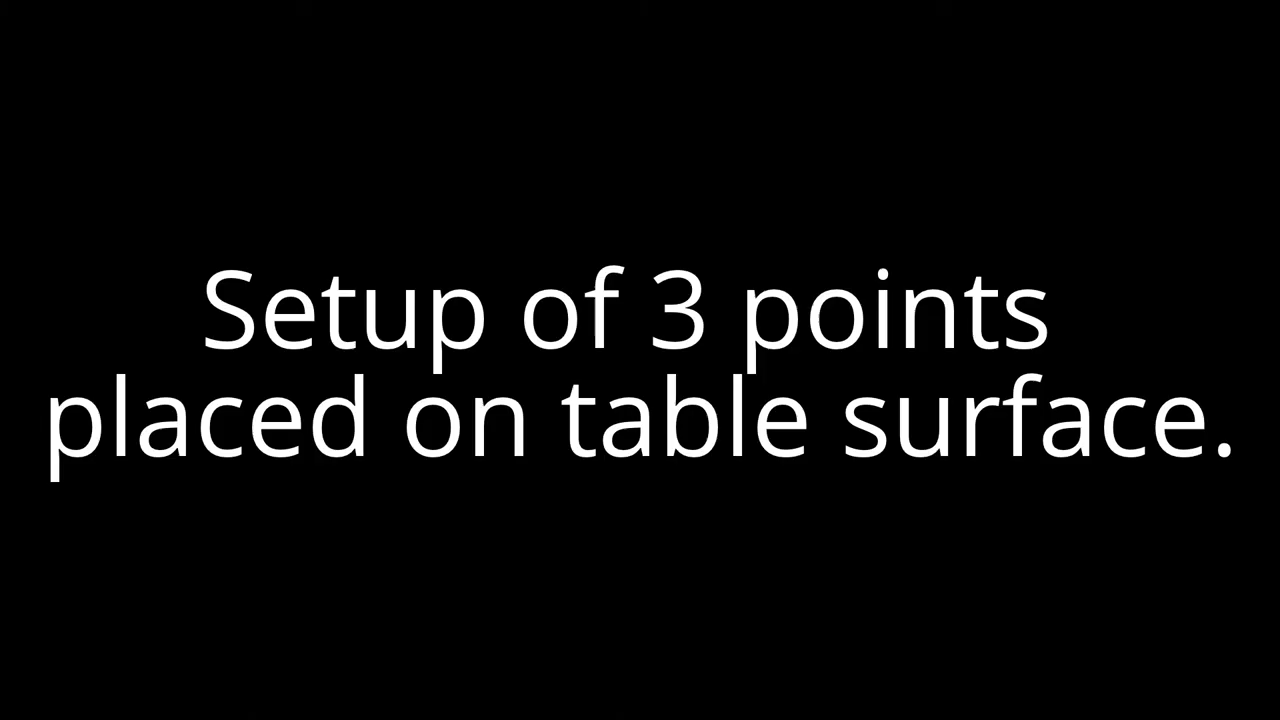 Setup of 3 points
placed on table surface.